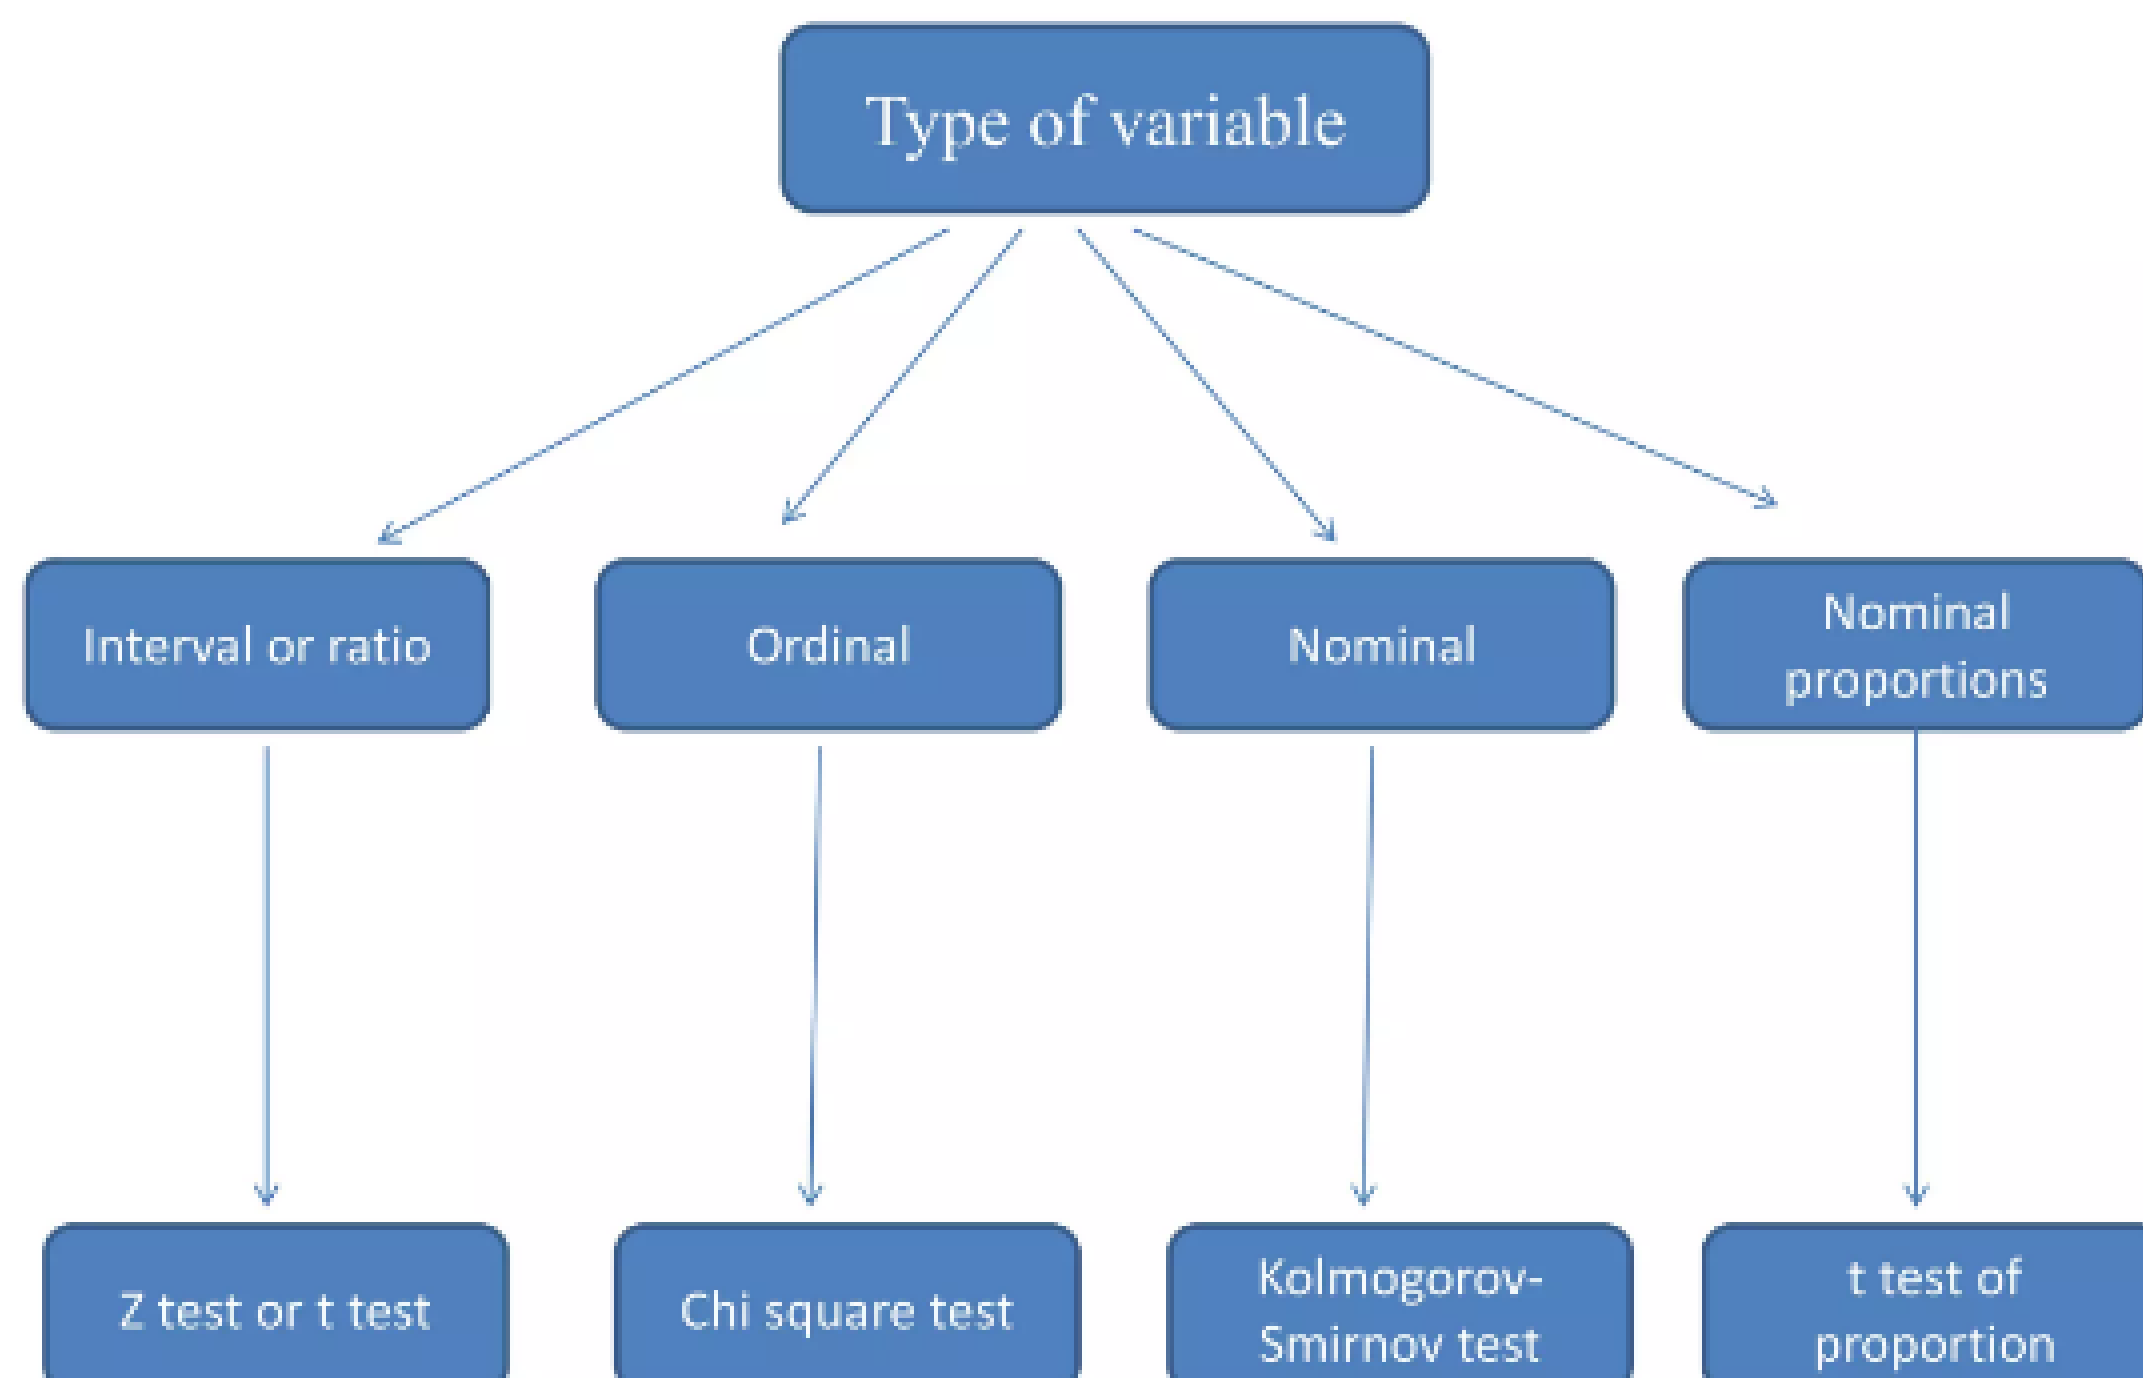 Type of variable
Interval or ratio
Ordinal
Nominal
Nominal
proportions
Z test or t test
Chi square test
Kolmogorov-
Smirnov test
t test of
proportion